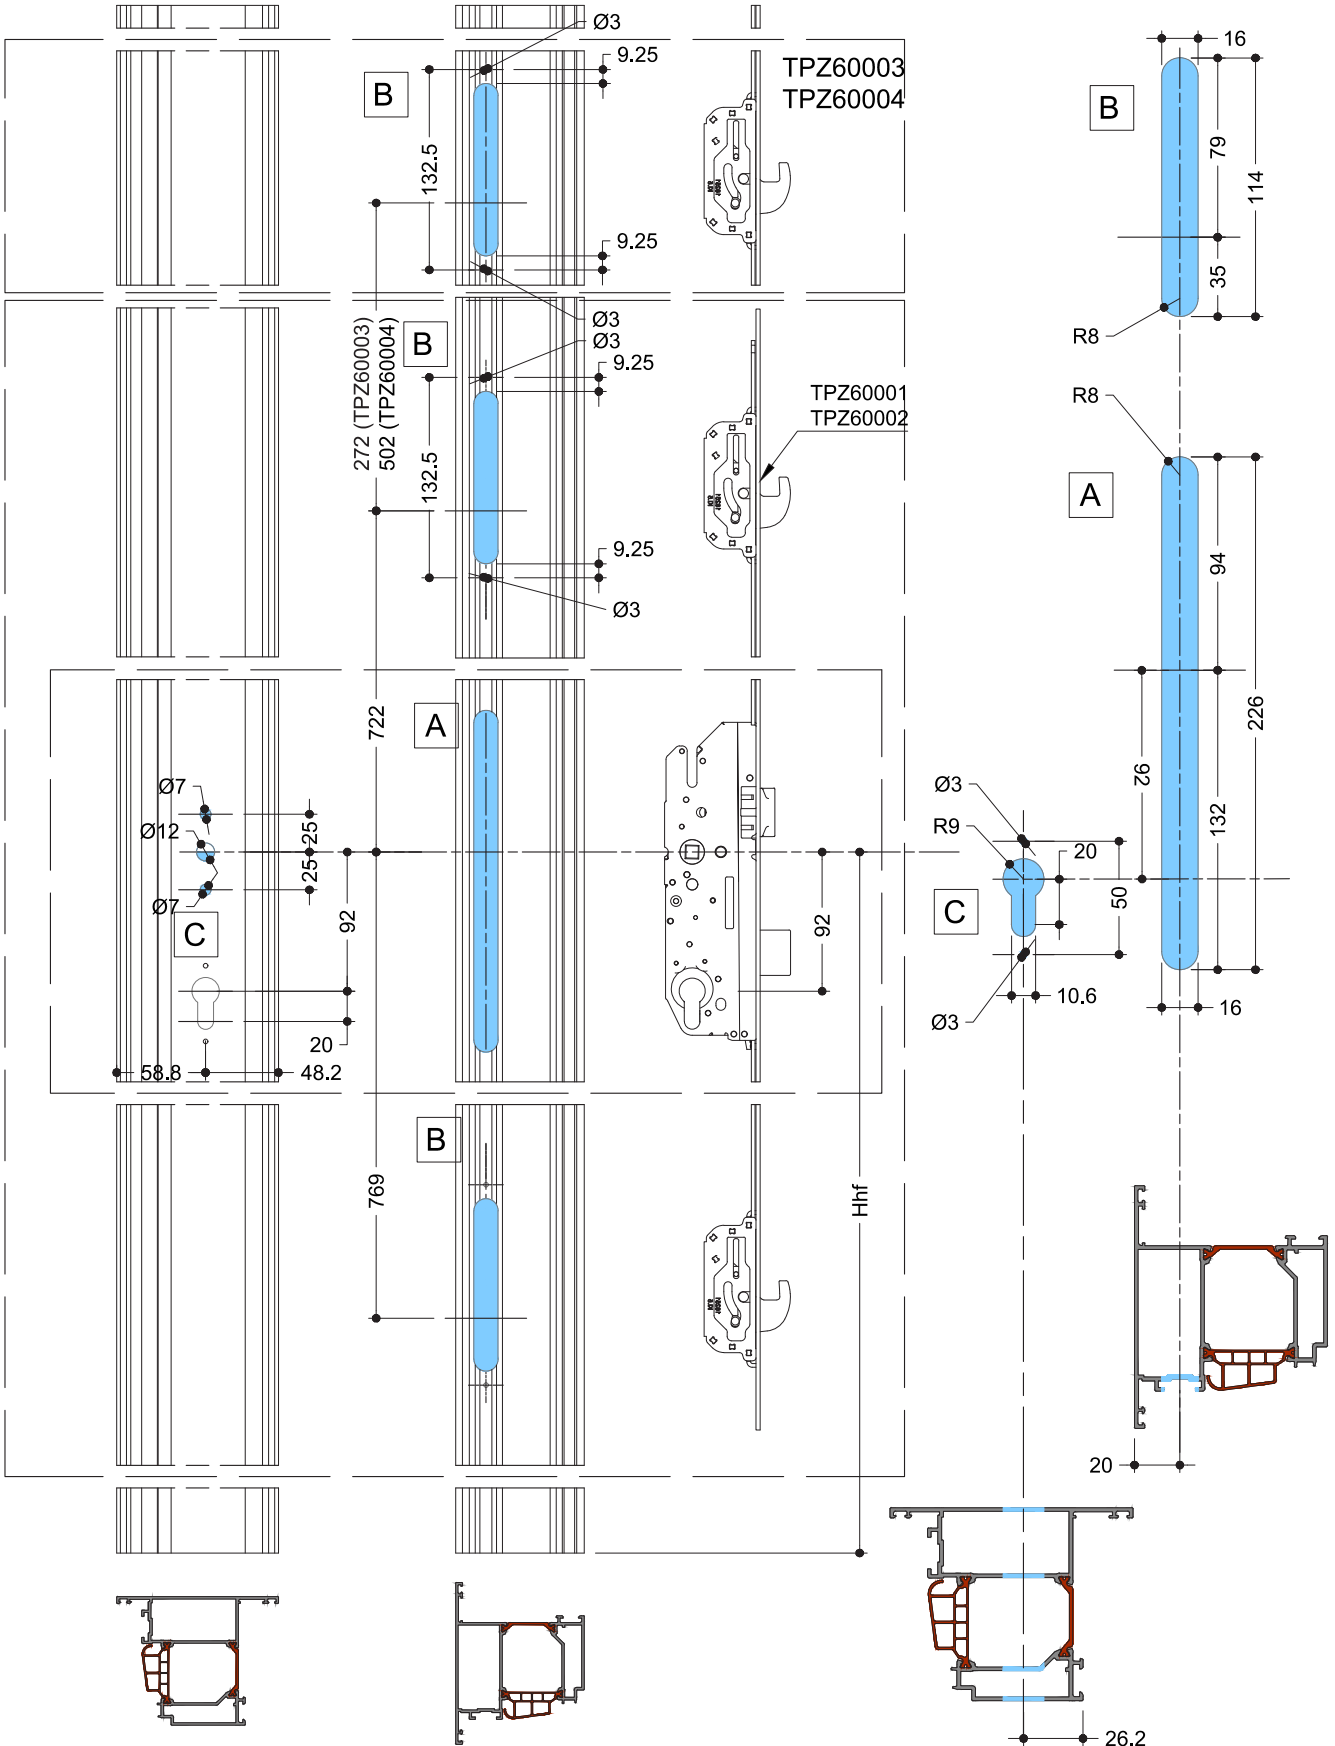 Ø3
9.25
TPZ60003
TPZ60004
B
132.5
9.25
Ø3
272 (TPZ60003)
502 (TPZ60004)
B
Ø3
9.25
132.5
TPZ60001
TPZ60002
9.25
Ø3
722
A
Ø7
Ø12
Ø7
25
25
C
92
20
58.8
48.2
92
B
769
Hhf
16
B
79
114
35
R8
R8
A
94
226
92
132
16
Ø3
R9
20
50
C
10.6
Ø3
20
26.2